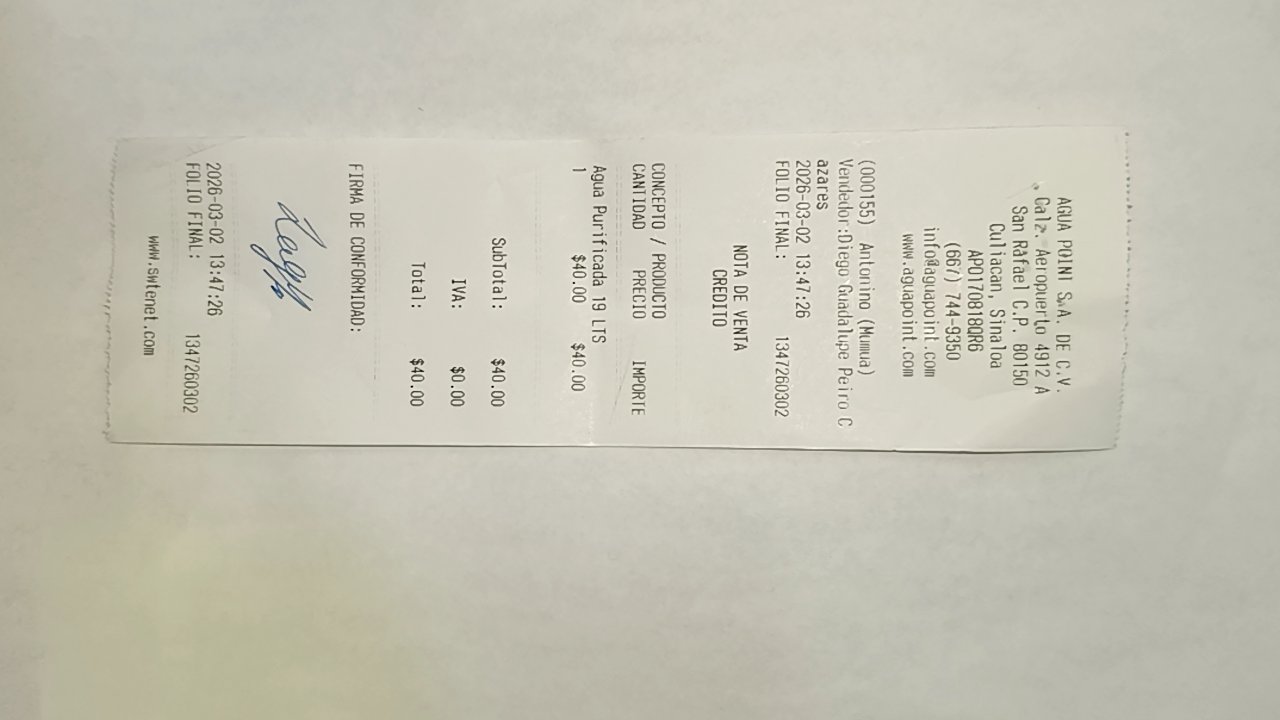 AGUA POINT S.A. DE C.V.
Calz. Aeropuerto 4912 A
San Rafael C.P. 80150
Culiacan, Sinaloa
APO170818QR6
(667) 744-9350
info@aguapoint.com
www.aguapoint.com
(000155) Antonino (Mumua)
Vendedor:Diego Guadalupe Peiro C
azares
2026-03-02 13:47:26
FOLIO FINAL: 1347260302
NOTA DE VENTA
CREDITO
CONCEPTO / PRODUCTO
CANTIDAD PRECIO IMPORTE
Agua Purificada 19 LTS
1 $40.00 $40.00
SubTotal: $40.00
IVA: $0.00
Total: $40.00
FIRMA DE CONFORMIDAD:
2026-03-02 13:47:26
FOLIO FINAL: 1347260302
www.swtenet.com